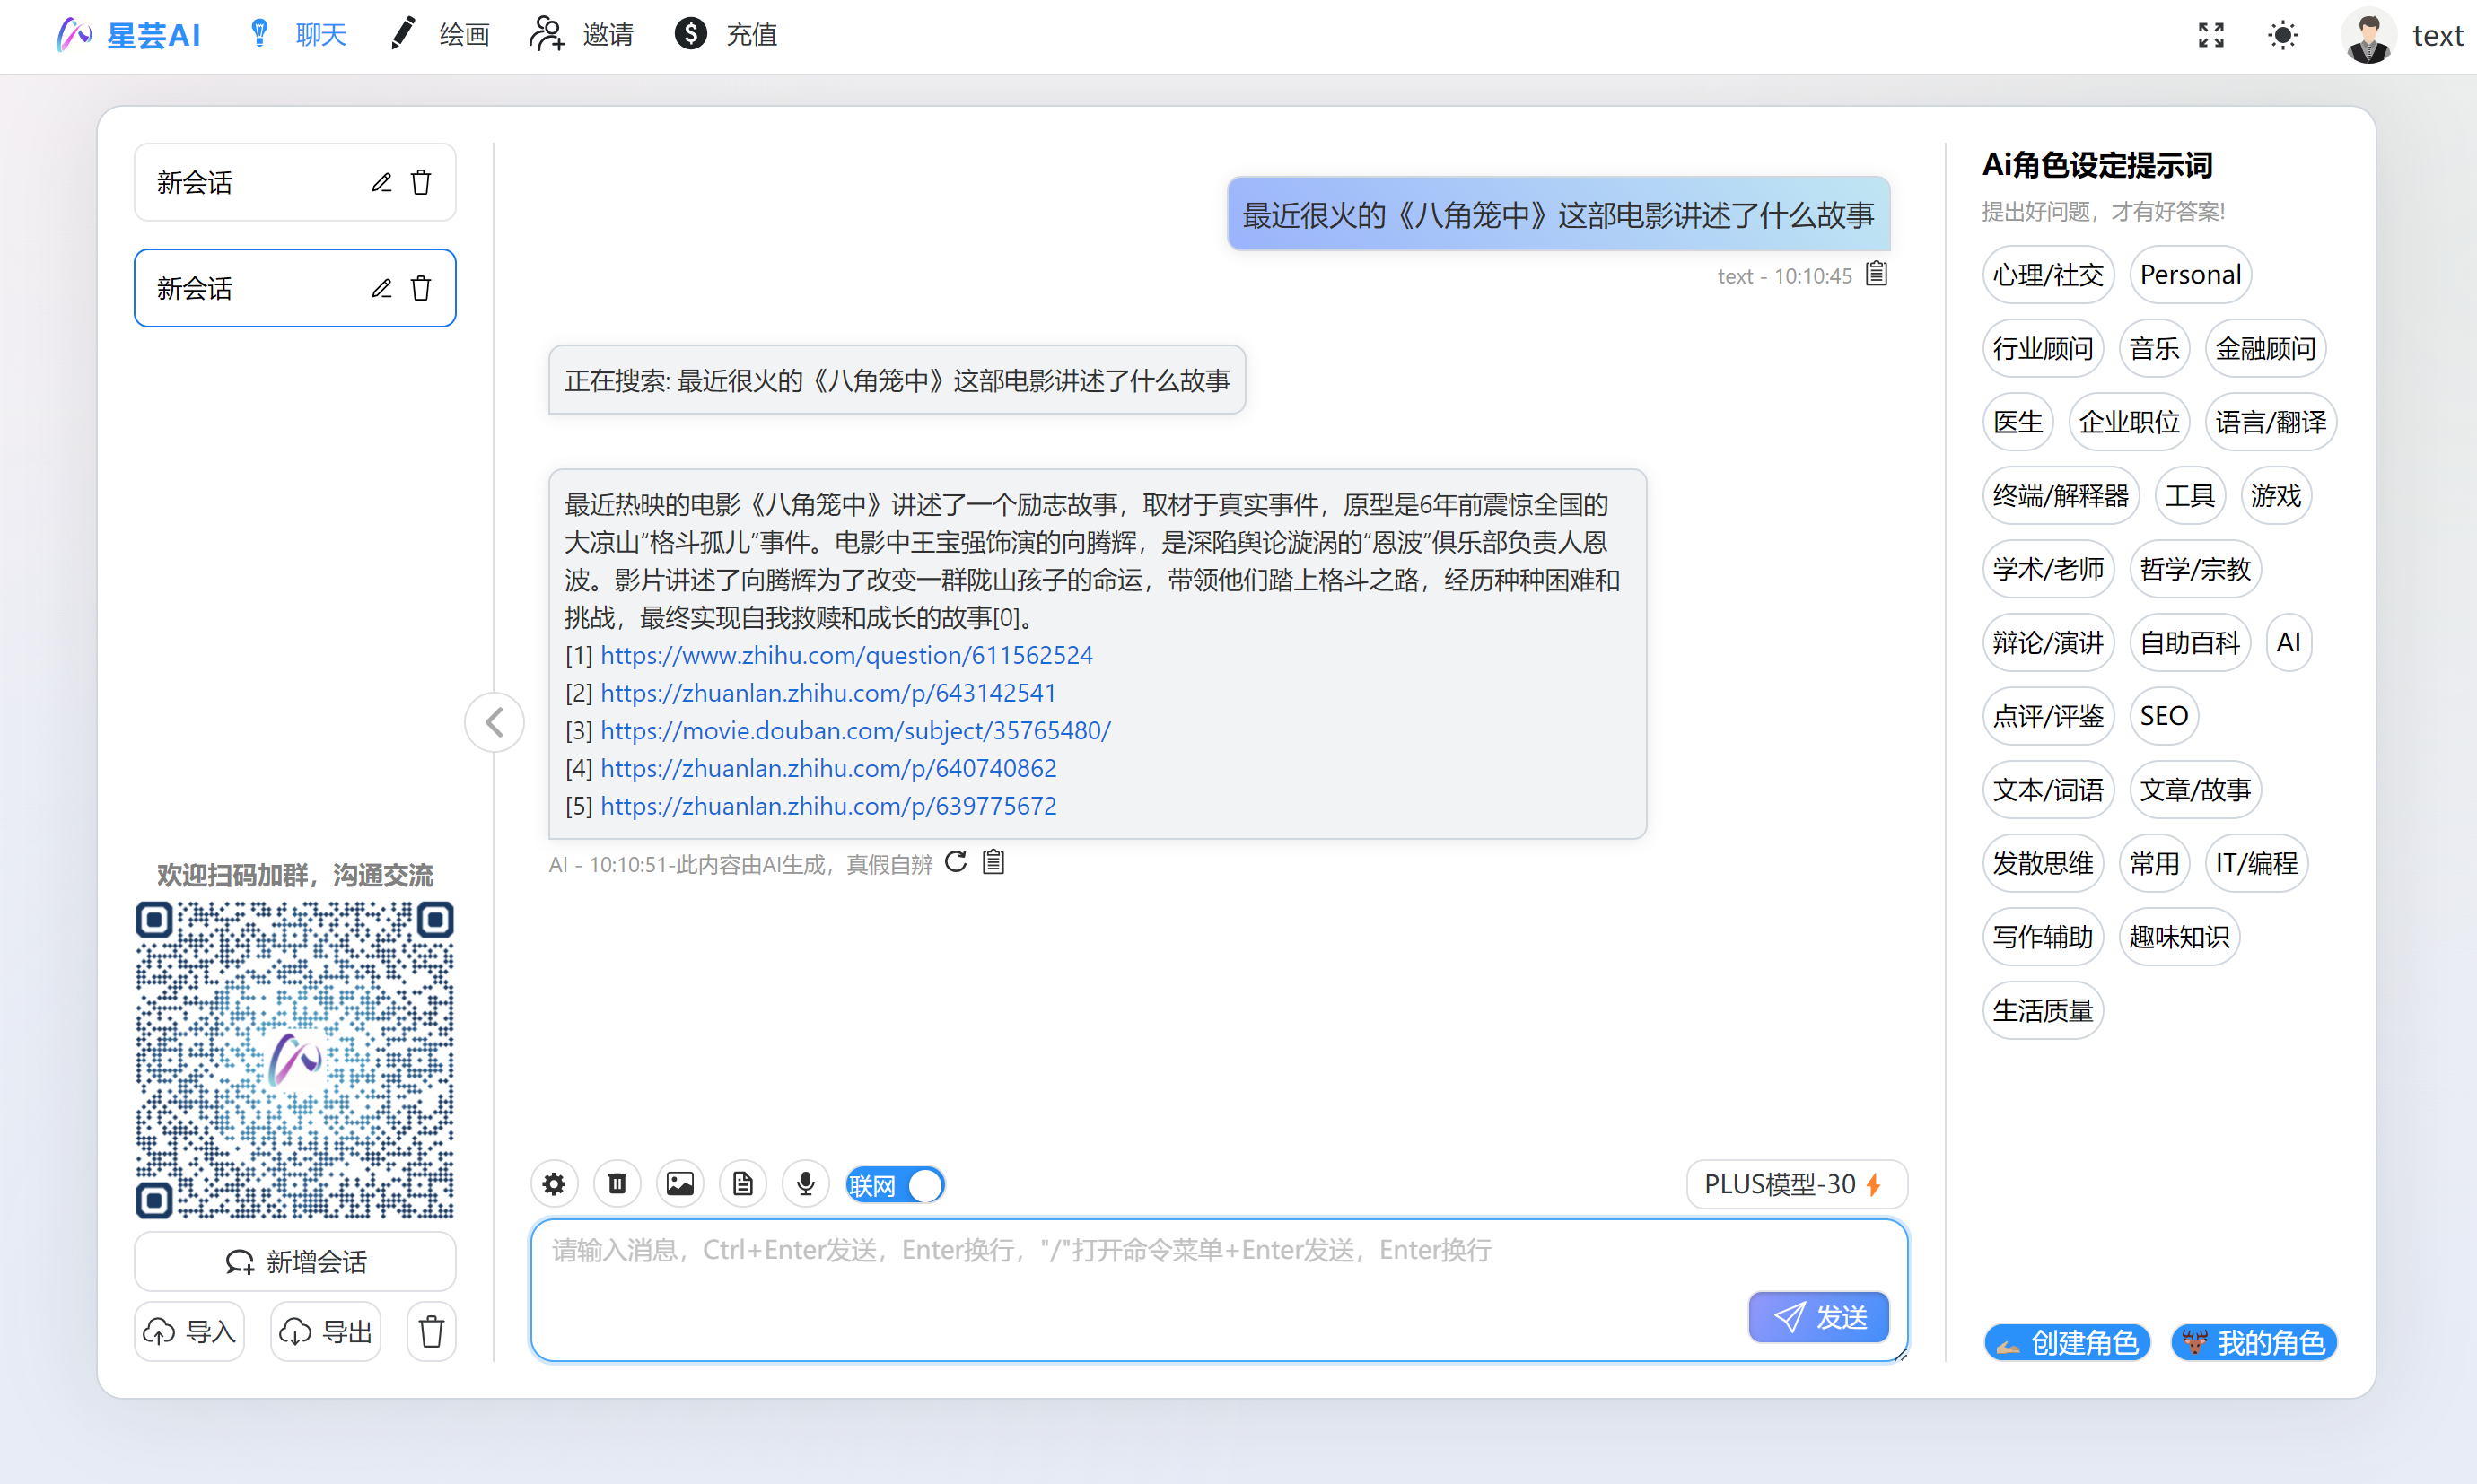 星芸AI
聊天
绘画
邀请
充值
text
新会话
新会话
欢迎扫码加群，沟通交流
新增会话
导入
导出
最近很火的《八角笼中》这部电影讲述了什么故事
text - 10:10:45
正在搜索: 最近很火的《八角笼中》这部电影讲述了什么故事
最近热映的电影《八角笼中》讲述了一个励志故事，取材于真实事件，原型是6年前震惊全国的
大凉山“格斗孤儿”事件。电影中王宝强饰演的向腾辉，是深陷舆论漩涡的“恩波”俱乐部负责人恩
波。影片讲述了向腾辉为了改变一群陇山孩子的命运，带领他们踏上格斗之路，经历种种困难和
挑战，最终实现自我救赎和成长的故事[0]。
[1] https://www.zhihu.com/question/611562524
[2] https://zhuanlan.zhihu.com/p/643142541
[3] https://movie.douban.com/subject/35765480/
[4] https://zhuanlan.zhihu.com/p/640740862
[5] https://zhuanlan.zhihu.com/p/639775672
AI - 10:10:51-此内容由AI生成，真假自辨
联网
PLUS模型-30
请输入消息，Ctrl+Enter发送，Enter换行，"/"打开命令菜单+Enter发送，Enter换行
发送
Ai角色设定提示词
提出好问题，才有好答案!
心理/社交 Personal
行业顾问 音乐 金融顾问
医生 企业职位 语言/翻译
终端/解释器 工具 游戏
学术/老师 哲学/宗教
辩论/演讲 自助百科 AI
点评/评鉴 SEO
文本/词语 文章/故事
发散思维 常用 IT/编程
写作辅助 趣味知识
生活质量
创建角色 我的角色